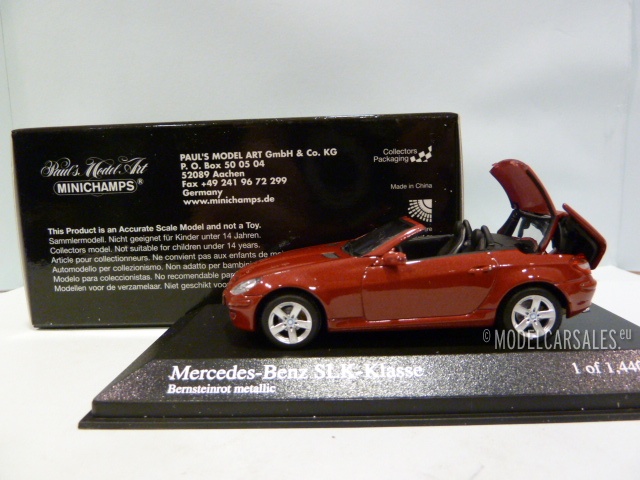 Paul's Model Art
MINICHAMPS®
PAUL'S MODEL ART GmbH & Co. KG
P. O. Box 50 05 04
52089 Aachen
Fax +49 241 96 72 299
Germany
www.minichamps.de
Collectors
Packaging
Made in China
This Product is an Accurate Scale Model and not a Toy.
Sammlermodell. Nicht geeignet für Kinder unter 14 Jahren.
Collectors model. Not suitable for children under 14 years.
Article pour collectionneurs. Ne convient pas aux enfants de
Automodello per collezionismo. Non adatto per bambini
Modelo para coleccionistas. No recomendable para
Modellen voor de verzamelaar. Niet geschikt voor
© MODELCARSALES.eu
Mercedes-Benz SLK-Klasse
Bernsteinrot metallic
1 of 1,440